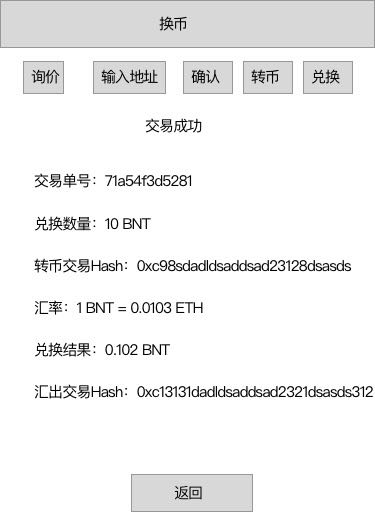 换币
询价 输入地址 确认 转币 兑换
交易成功
交易单号：71a54f3d5281
兑换数量：10 BNT
转币交易Hash：0xc98sdadldsaddsad23128dsasds
汇率：1 BNT = 0.0103 ETH
兑换结果：0.102 BNT
汇出交易Hash：0xc13131dadldsaddsad2321dsasds312
返回